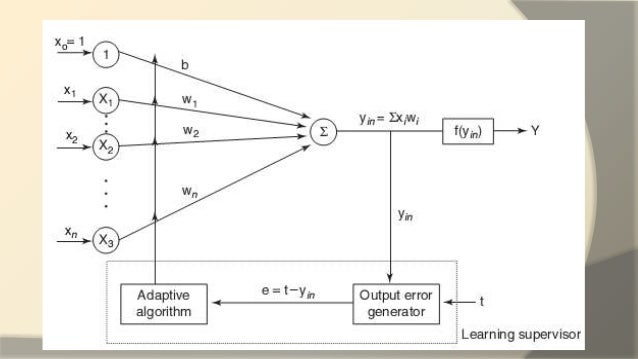 x₀= 1
1
b
x₁
X₁
w₁
x₂
X₂
w₂
Σ
yᵢₙ = Σxᵢwᵢ
f(yᵢₙ)
Y
wₙ
yᵢₙ
xₙ
X₃
Adaptive
algorithm
e = t−yᵢₙ
Output error
generator
t
Learning supervisor